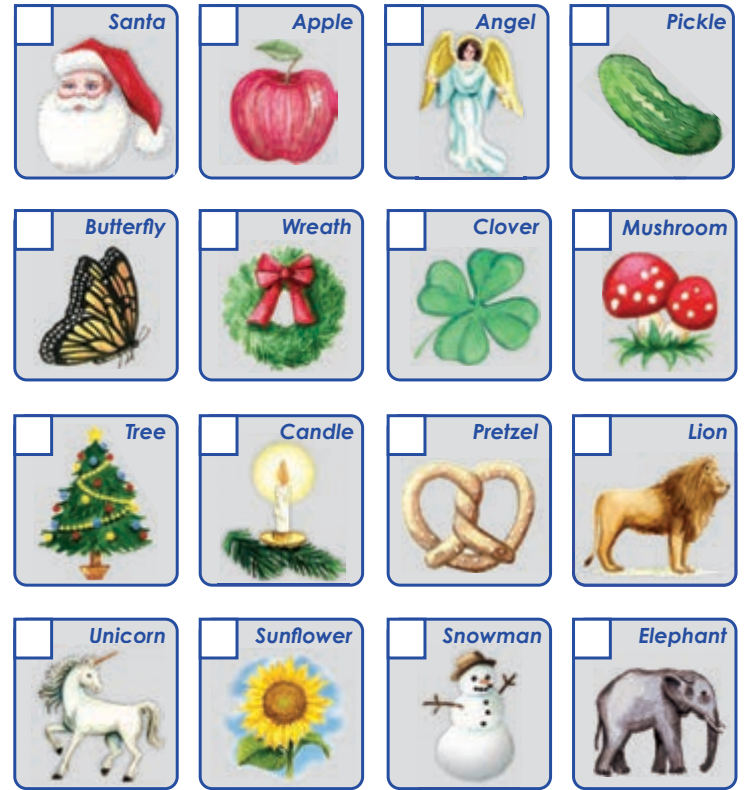 Santa
Apple
Angel
Pickle
Butterfly
Wreath
Clover
Mushroom
Tree
Candle
Pretzel
Lion
Unicorn
Sunflower
Snowman
Elephant